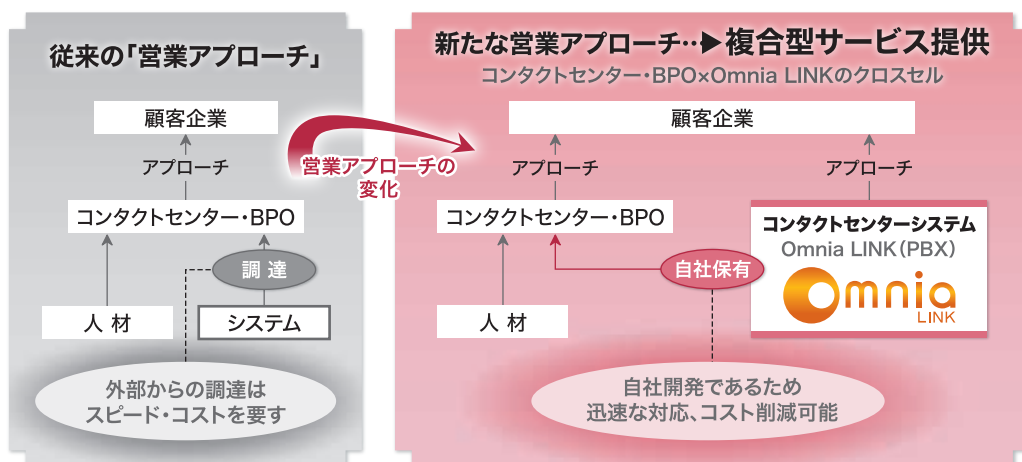 従来の「営業アプローチ」
顧客企業
アプローチ
コンタクトセンター・BPO
調達
人材
システム
外部からの調達は
スピード・コストを要す
営業アプローチの
変化
新たな営業アプローチ‥▶複合型サービス提供
コンタクトセンター・BPO×Omnia LINKのクロスセル
顧客企業
アプローチ
アプローチ
コンタクトセンター・BPO
コンタクトセンターシステム
Omnia LINK（PBX）
Omnia
LINK
自社保有
人材
自社開発であるため
迅速な対応、コスト削減可能